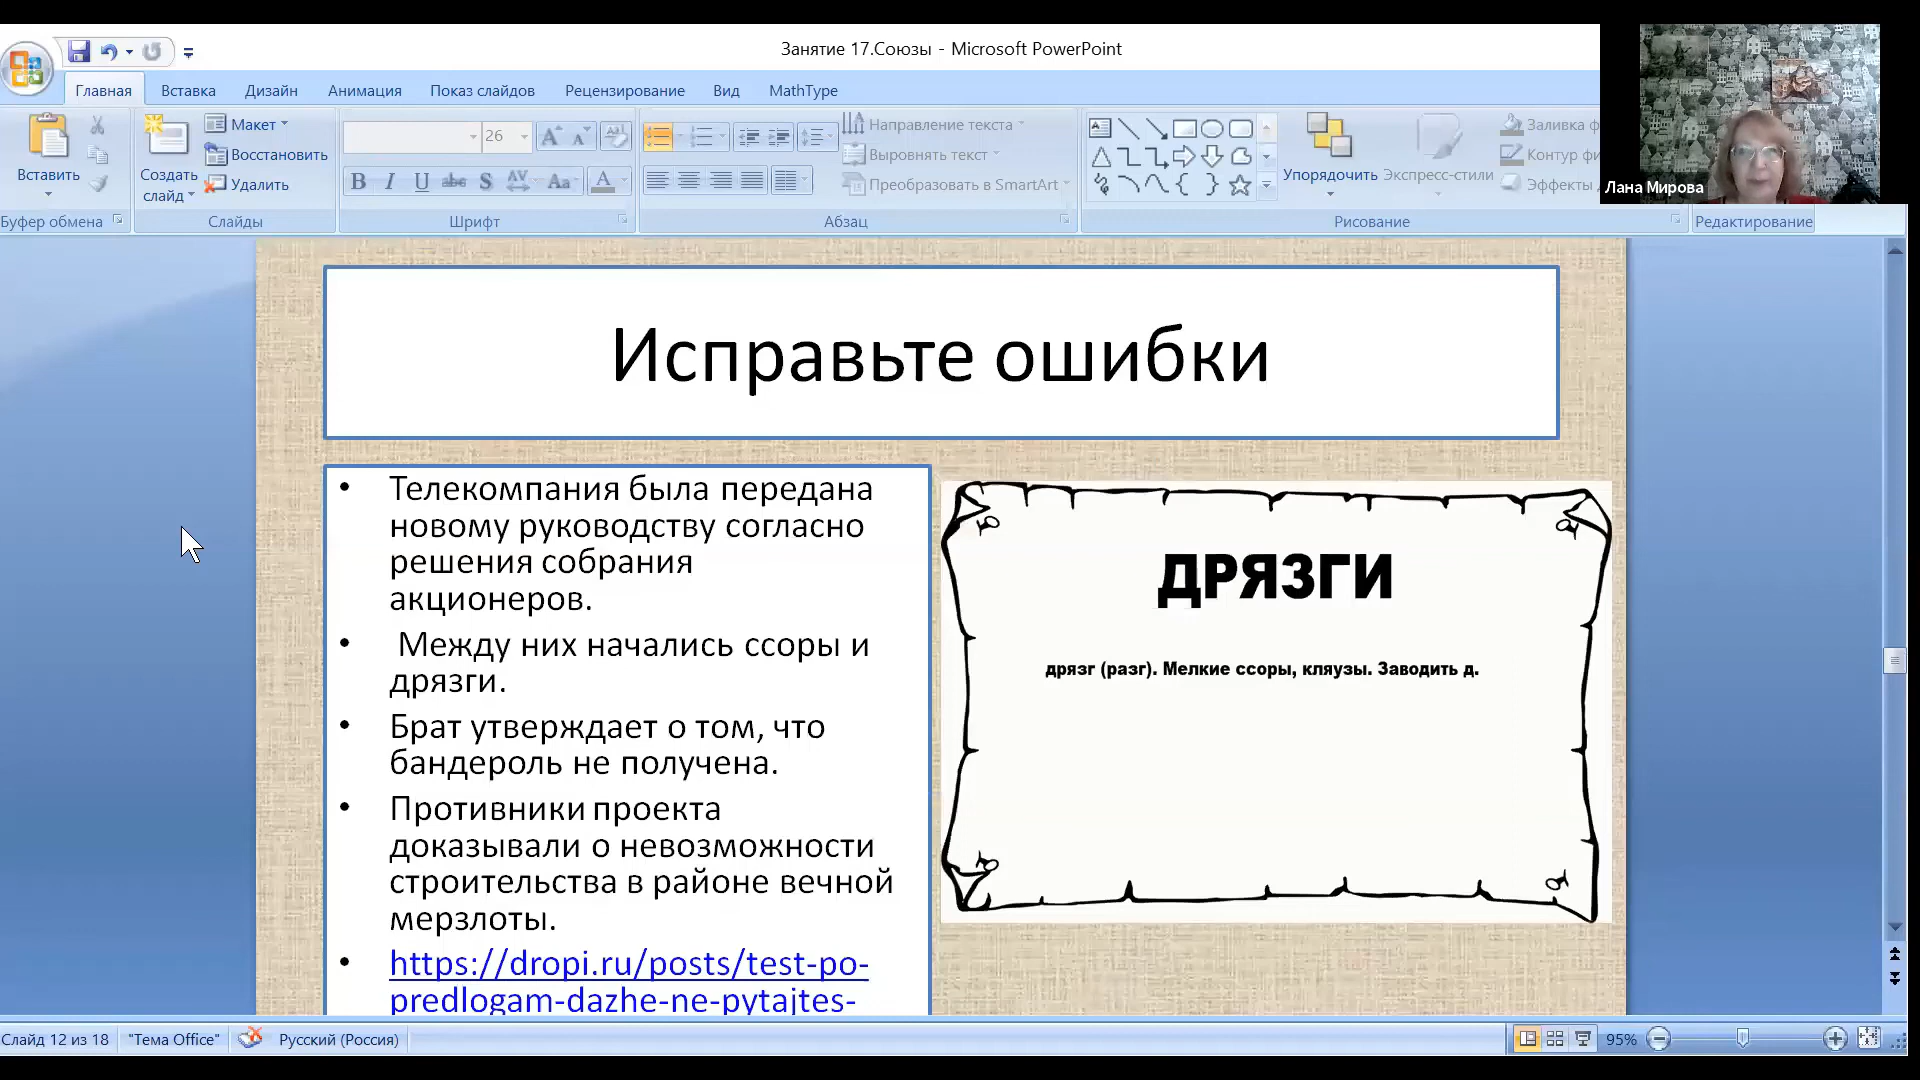 Занятие 17.Союзы - Microsoft PowerPoint
Главная Вставка Дизайн Анимация Показ слайдов Рецензирование Вид MathType
Вставить
Буфер обмена
Создать слайд
Макет
Восстановить
Удалить
Слайды
26
Шрифт
Направление текста
Выровнять текст
Преобразовать в SmartArt
Абзац
Упорядочить
Экспресс-стили
Заливка ф
Контур фи
Эффекты
Рисование
Редактирование
Лана Мирова
Исправьте ошибки
• Телекомпания была передана
новому руководству согласно
решения собрания
акционеров.
• Между них начались ссоры и
дрязги.
• Брат утверждает о том, что
бандероль не получена.
• Противники проекта
доказывали о невозможности
строительства в районе вечной
мерзлоты.
• https://dropi.ru/posts/test-po-
predlogam-dazhe-ne-pytajtes-
ДРЯЗГИ
дрязг (разг). Мелкие ссоры, кляузы. Заводить д.
Слайд 12 из 18 "Тема Office" Русский (Россия) 95%